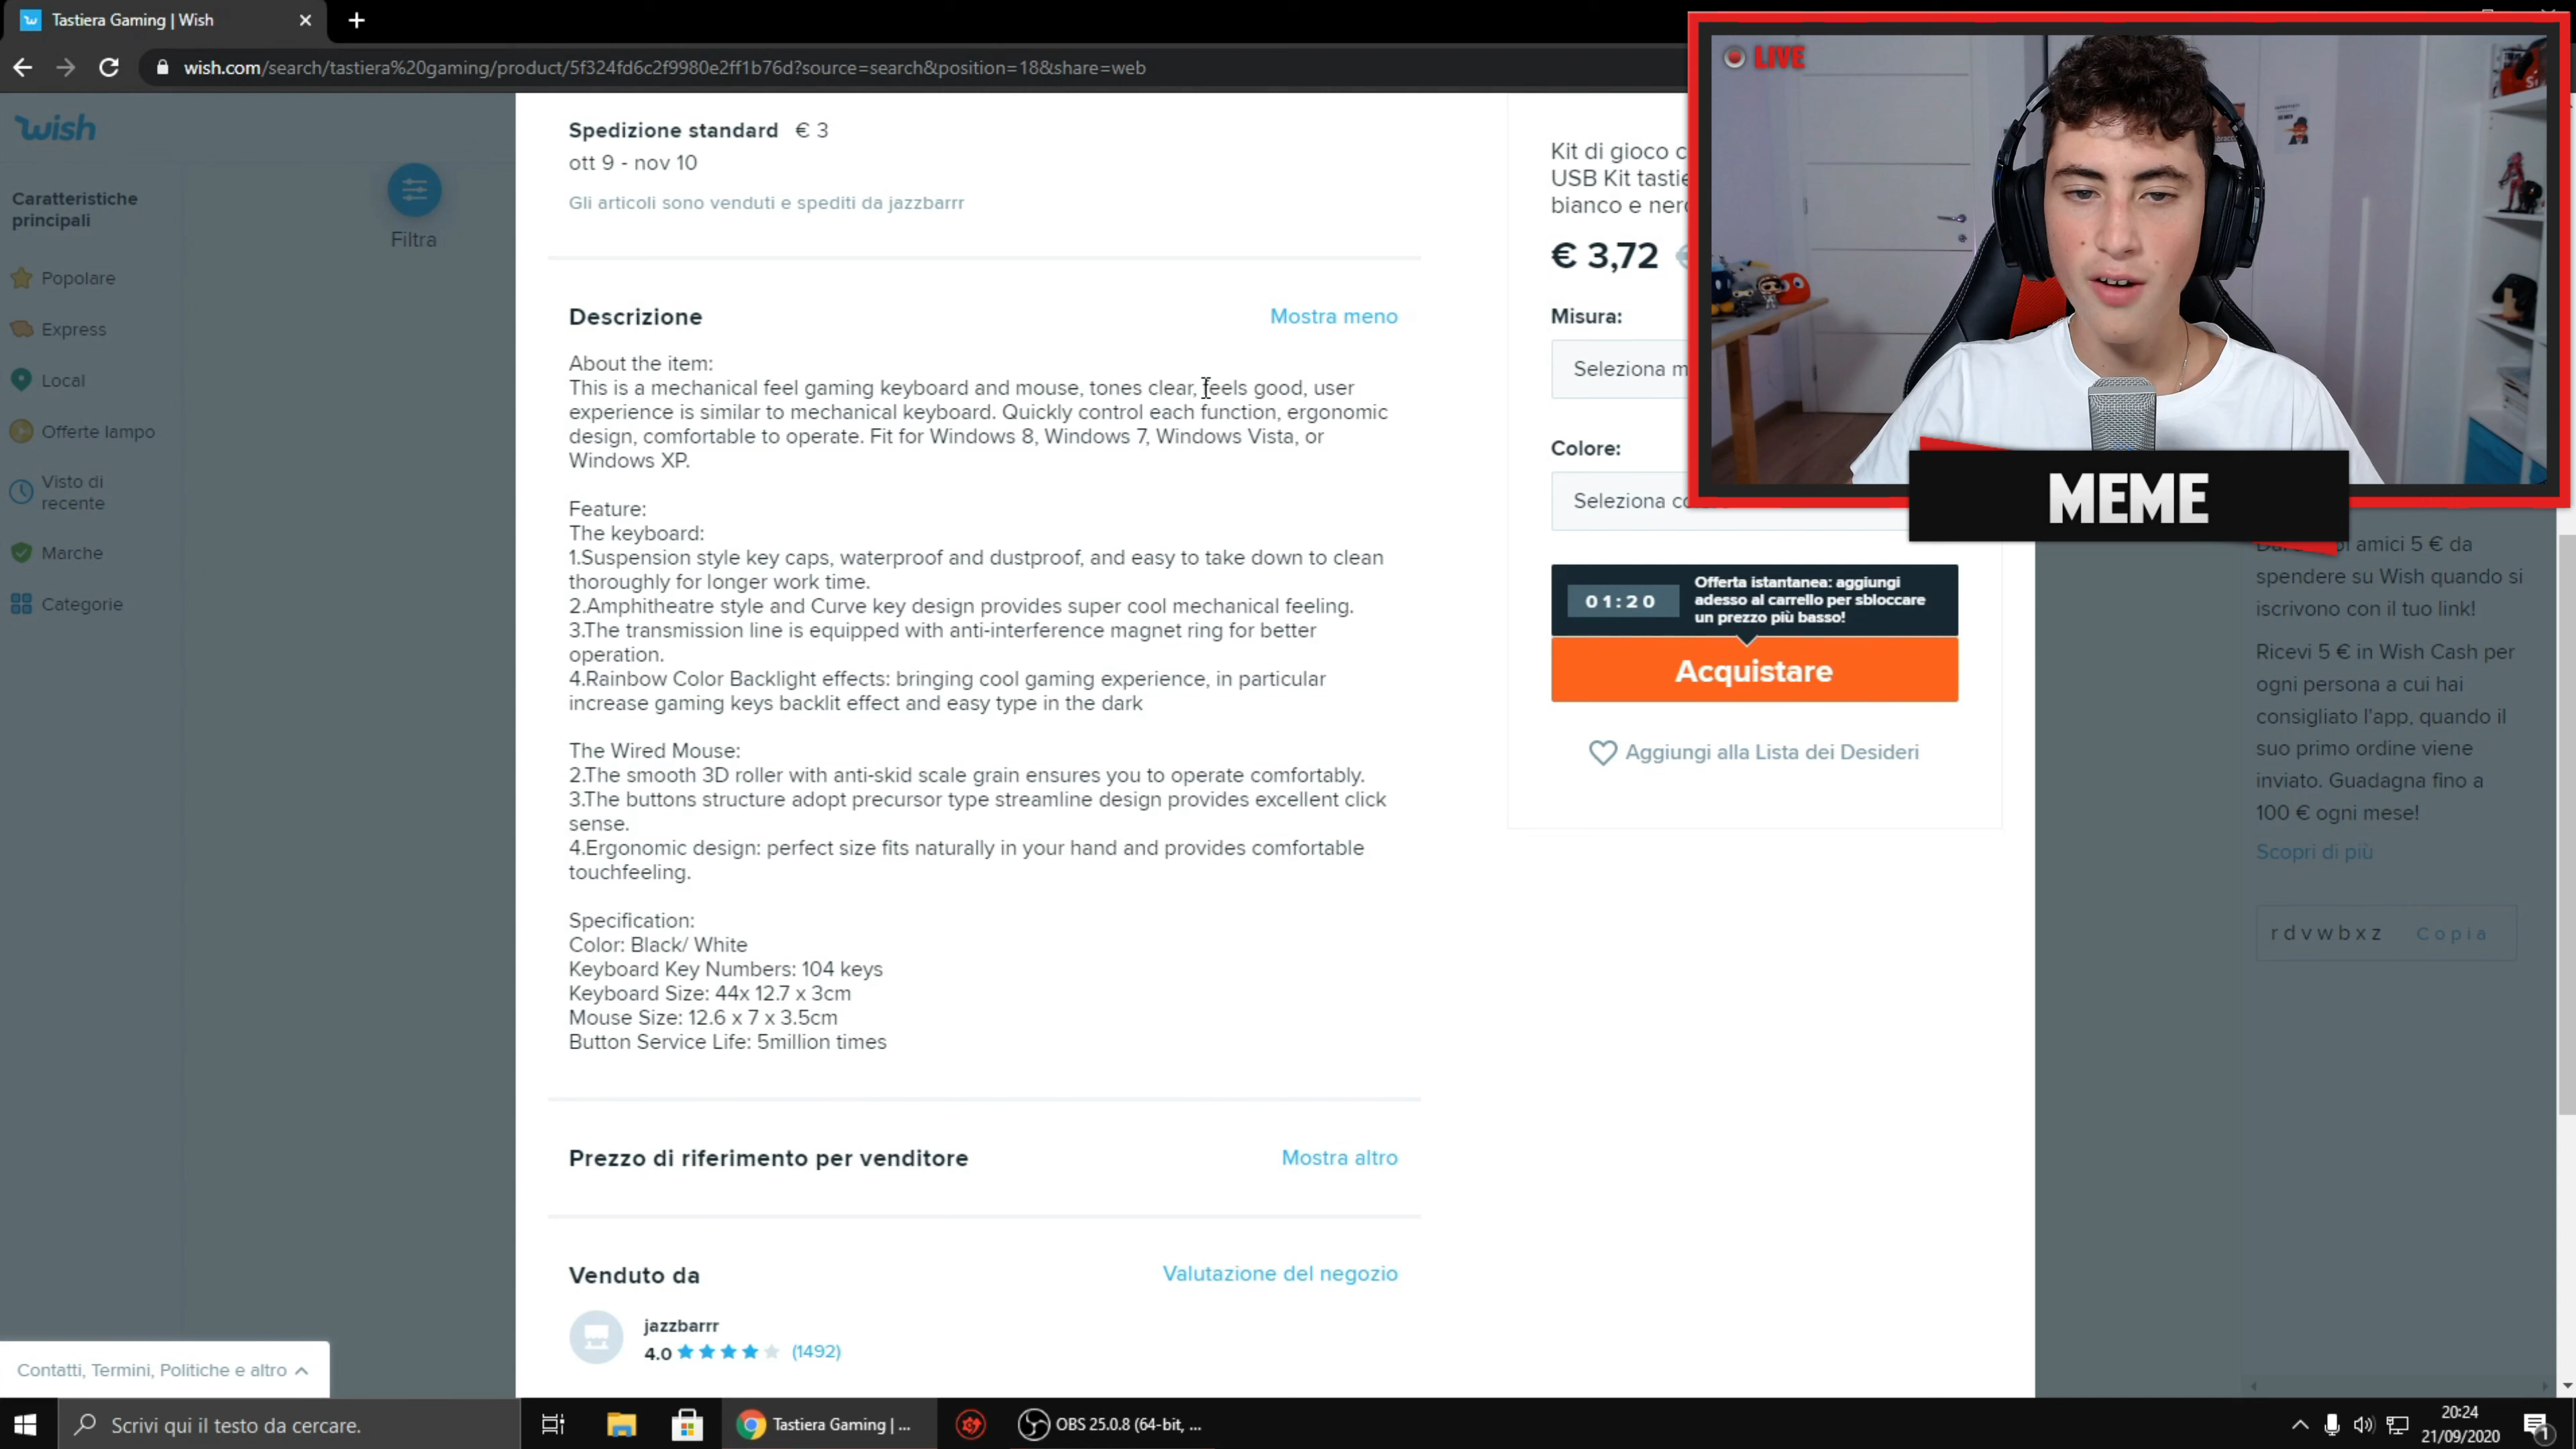 Tastiera Gaming | Wish
wish.com/search/tastiera%20gaming/product/5f324fd6c2f9980e2ff1b76d?source=search&position=18&share=web
wish
Caratteristiche
principali
Popolare
Express
Local
Offerte lampo
Visto di
recente
Marche
Categorie
Filtra
Spedizione standard € 3
ott 9 - nov 10
Gli articoli sono venduti e spediti da jazzbarrr
Descrizione
Mostra meno
About the item:
This is a mechanical feel gaming keyboard and mouse, tones clear, feels good, user
experience is similar to mechanical keyboard. Quickly control each function, ergonomic
design, comfortable to operate. Fit for Windows 8, Windows 7, Windows Vista, or
Windows XP.
Feature:
The keyboard:
1.Suspension style key caps, waterproof and dustproof, and easy to take down to clean
thoroughly for longer work time.
2.Amphitheatre style and Curve key design provides super cool mechanical feeling.
3.The transmission line is equipped with anti-interference magnet ring for better
operation.
4.Rainbow Color Backlight effects: bringing cool gaming experience, in particular
increase gaming keys backlit effect and easy type in the dark
The Wired Mouse:
2.The smooth 3D roller with anti-skid scale grain ensures you to operate comfortably.
3.The buttons structure adopt precursor type streamline design provides excellent click
sense.
4.Ergonomic design: perfect size fits naturally in your hand and provides comfortable
touchfeeling.
Specification:
Color: Black/ White
Keyboard Key Numbers: 104 keys
Keyboard Size: 44x 12.7 x 3cm
Mouse Size: 12.6 x 7 x 3.5cm
Button Service Life: 5million times
Prezzo di riferimento per venditore
Mostra altro
Venduto da
Valutazione del negozio
jazzbarrr
4.0 (1492)
Kit di gioco
USB Kit
bianco e
€ 3,72
Misura:
Seleziona
Colore:
Seleziona
01:20
Offerta istantanea: aggiungi
adesso al carrello per sbloccare
un prezzo più basso!
Acquistare
Aggiungi alla Lista dei Desideri
LIVE
MEME
amici 5 € da
spendere su Wish quando si
iscrivono con il tuo link!
Ricevi 5 € in Wish Cash per
ogni persona a cui hai
consigliato l'app, quando il
suo primo ordine viene
inviato. Guadagna fino a
100 € ogni mese!
Scopri di più
rdvwbxz Copia
Contatti, Termini, Politiche e altro
Scrivi qui il testo da cercare.
Tastiera Gaming | ...
OBS 25.0.8 (64-bit, ...
20:24
21/09/2020
1